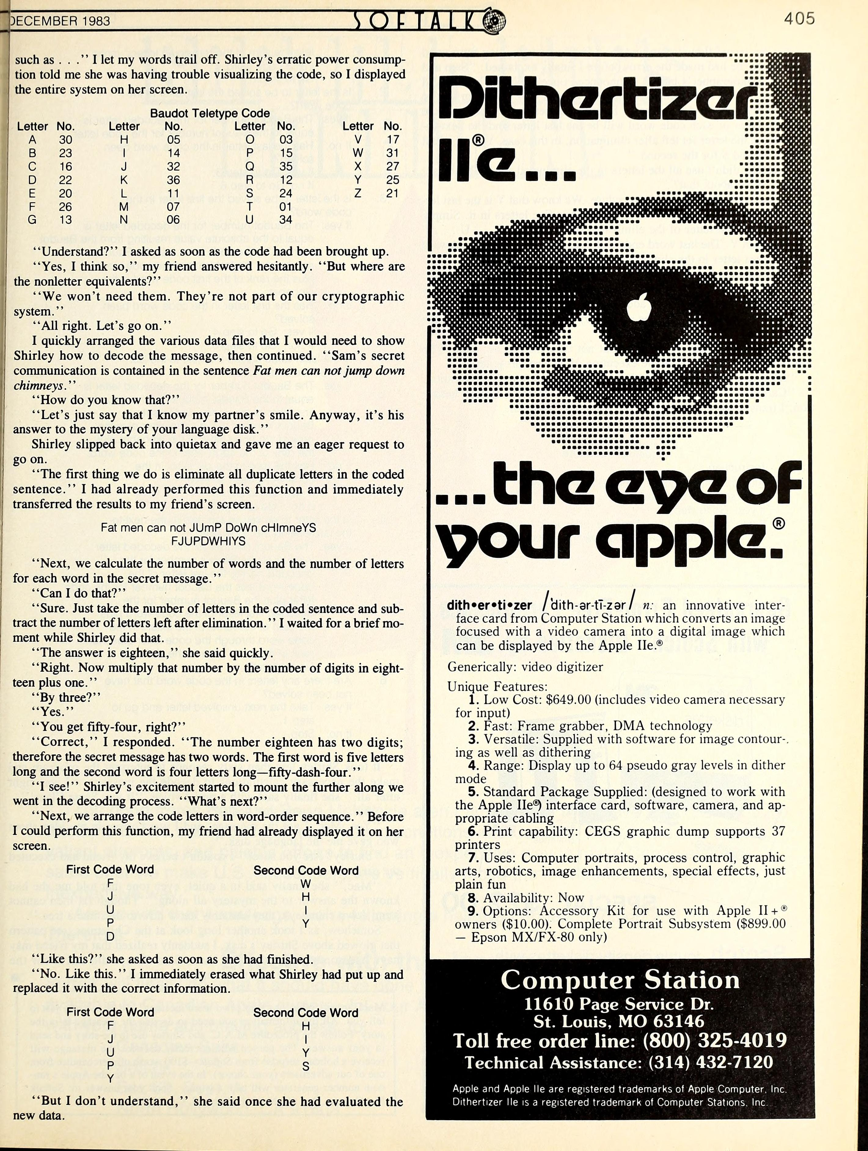 DECEMBER 1983
SOFTALK
405
such as . . .’’ I let my words trail off. Shirley’s erratic power consump-
tion told me she was having trouble visualizing the code, so I displayed
the entire system on her screen.
Baudot Teletype Code
Letter No. Letter No. Letter No. Letter No.
A 30 H 05 O 03 V 17
B 23 I 14 P 15 W 31
C 16 J 32 Q 35 X 27
D 22 K 36 R 12 Y 25
E 20 L 11 S 24 Z 21
F 26 M 07 T 01
G 13 N 06 U 34
‘‘Understand?’’ I asked as soon as the code had been brought up.
‘‘Yes, I think so,’’ my friend answered hesitantly. ‘‘But where are
the nonletter equivalents?’’
‘‘We won’t need them. They’re not part of our cryptographic
system.’’
‘‘All right. Let’s go on.’’
I quickly arranged the various data files that I would need to show
Shirley how to decode the message, then continued. ‘‘Sam’s secret
communication is contained in the sentence Fat men can not jump down
chimneys.’’
‘‘How do you know that?’’
‘‘Let’s just say that I know my partner’s smile. Anyway, it’s his
answer to the mystery of your language disk.’’
Shirley slipped back into quietax and gave me an eager request to
go on.
‘‘The first thing we do is eliminate all duplicate letters in the coded
sentence.’’ I had already performed this function and immediately
transferred the results to my friend’s screen.
Fat men can not JUmP DoWn cHImneYS
FJUPDWHIYS
‘‘Next, we calculate the number of words and the number of letters
for each word in the secret message.’’
‘‘Can I do that?’’
‘‘Sure. Just take the number of letters in the coded sentence and sub-
tract the number of letters left after elimination.’’ I waited for a brief mo-
ment while Shirley did that.
‘‘The answer is eighteen,’’ she said quickly.
‘‘Right. Now multiply that number by the number of digits in eight-
teen plus one.’’
‘‘By three?’’
‘‘Yes.’’
‘‘You get fifty-four, right?’’
‘‘Correct,’’ I responded. ‘‘The number eighteen has two digits;
therefore the secret message has two words. The first word is five letters
long and the second word is four letters long—fifty-dash-four.’’
‘‘I see!’’ Shirley’s excitement started to mount the further along we
went in the decoding process. ‘‘What’s next?’’
‘‘Next, we arrange the code letters in word-order sequence.’’ Before
I could perform this function, my friend had already displayed it on her
screen.
First Code Word Second Code Word
F W
J H
U I
P Y
D
‘‘Like this?’’ she asked as soon as she had finished.
‘‘No. Like this.’’ I immediately erased what Shirley had put up and
replaced it with the correct information.
First Code Word Second Code Word
F H
J I
U Y
P S
Y
‘‘But I don’t understand,’’ she said once she had evaluated the
new data.
Dithertizer
IIe®...
...the eye of
your apple.®
dith•er•ti•zer /'dith-ər-tī-zər/ n: an innovative inter-
face card from Computer Station which converts an image
focused with a video camera into a digital image which
can be displayed by the Apple IIe.®
Generically: video digitizer
Unique Features:
1. Low Cost: $649.00 (includes video camera necessary
for input)
2. Fast: Frame grabber, DMA technology
3. Versatile: Supplied with software for image contour-
ing as well as dithering
4. Range: Display up to 64 pseudo gray levels in dither
mode
5. Standard Package Supplied: (designed to work with
the Apple IIe®) interface card, software, camera, and ap-
propriate cabling
6. Print capability: CEGS graphic dump supports 37
printers
7. Uses: Computer portraits, process control, graphic
arts, robotics, image enhancements, special effects, just
plain fun
8. Availability: Now
9. Options: Accessory Kit for use with Apple II+®
owners ($10.00). Complete Portrait Subsystem ($899.00
— Epson MX/FX-80 only)
Computer Station
11610 Page Service Dr.
St. Louis, MO 63146
Toll free order line: (800) 325-4019
Technical Assistance: (314) 432-7120
Apple and Apple IIe are registered trademarks of Apple Computer, Inc.
Dithertizer IIe is a registered trademark of Computer Stations, Inc.